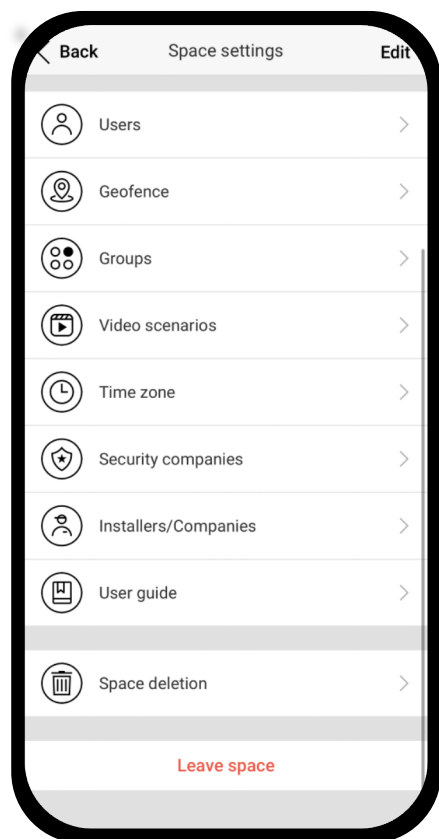 Back Space settings Edit
Users
Geofence
Groups
Video scenarios
Time zone
Security companies
Installers/Companies
User guide
Space deletion
Leave space